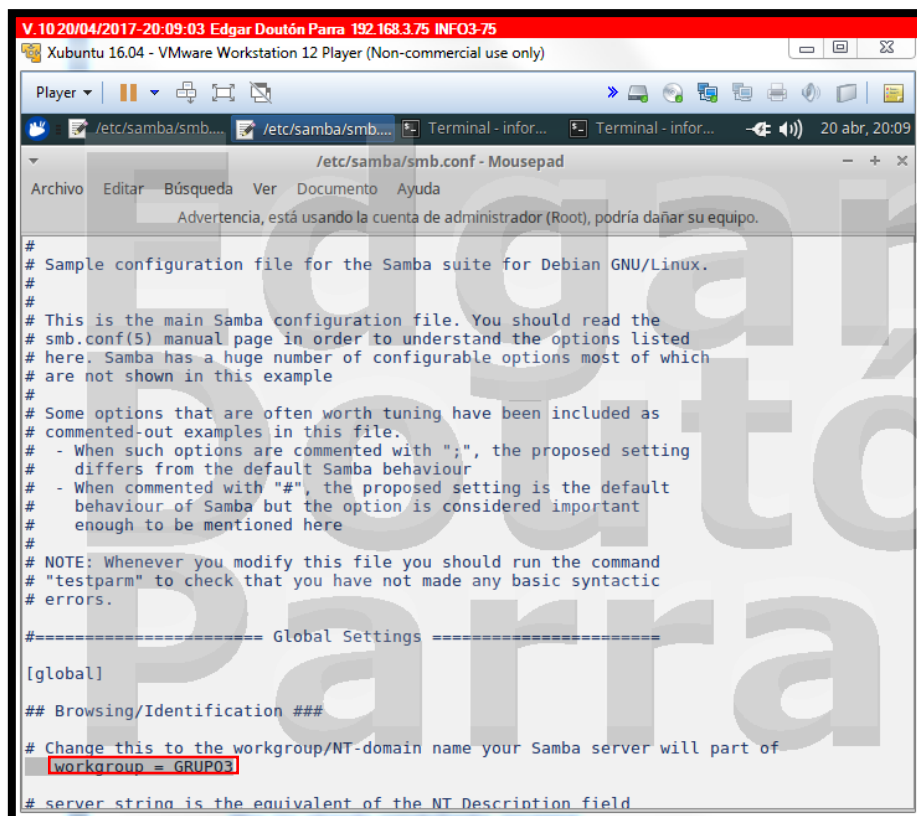 V.10 20/04/2017-20:09:03 Edgar Doutón Parra 192.168.3.75 INFO3-75
Xubuntu 16.04 - VMware Workstation 12 Player (Non-commercial use only)
Player
/etc/samba/smb.... /etc/samba/smb.... Terminal - infor... Terminal - infor... 20 abr, 20:09
/etc/samba/smb.conf - Mousepad
Archivo Editar Búsqueda Ver Documento Ayuda
Advertencia, está usando la cuenta de administrador (Root), podría dañar su equipo.
#
# Sample configuration file for the Samba suite for Debian GNU/Linux.
#
#
# This is the main Samba configuration file. You should read the
# smb.conf(5) manual page in order to understand the options listed
# here. Samba has a huge number of configurable options most of which
# are not shown in this example
#
# Some options that are often worth tuning have been included as
# commented-out examples in this file.
#  - When such options are commented with ";", the proposed setting
#    differs from the default Samba behaviour
#  - When commented with "#", the proposed setting is the default
#    behaviour of Samba but the option is considered important
#    enough to be mentioned here
#
# NOTE: Whenever you modify this file you should run the command
# "testparm" to check that you have not made any basic syntactic
# errors.
#======================= Global Settings =======================
[global]
## Browsing/Identification ###
# Change this to the workgroup/NT-domain name your Samba server will part of
workgroup = GRUPO3
# server string is the equivalent of the NT Description field
Edgar
Doutó
Parra